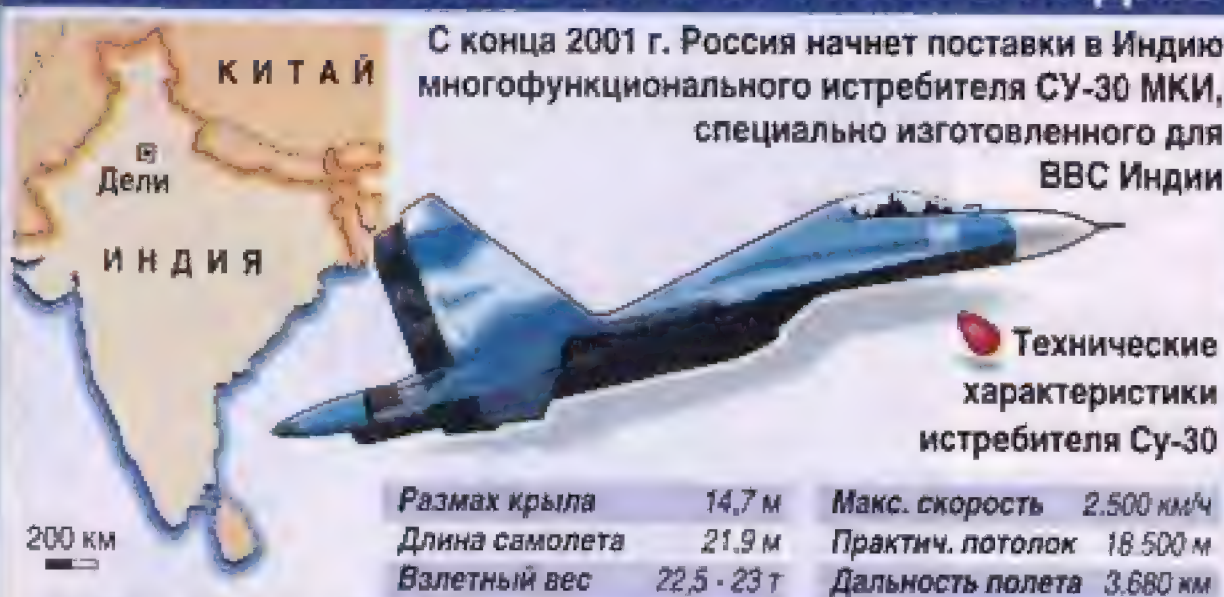 С конца 2001 г. Россия начнет поставки в Индию
многофункционального истребителя СУ-30 МКИ,
специально изготовленного для
ВВС Индии
КИТАЙ
Дели
ИНДИЯ
200 км
Технические
характеристики
истребителя Су-30
Размах крыла 14,7 м
Длина самолета 21.9 м
Взлетный вес 22,5 - 23 т
Макс. скорость 2.500 км/ч
Практич. потолок 18.500 м
Дальность полета 3.680 км